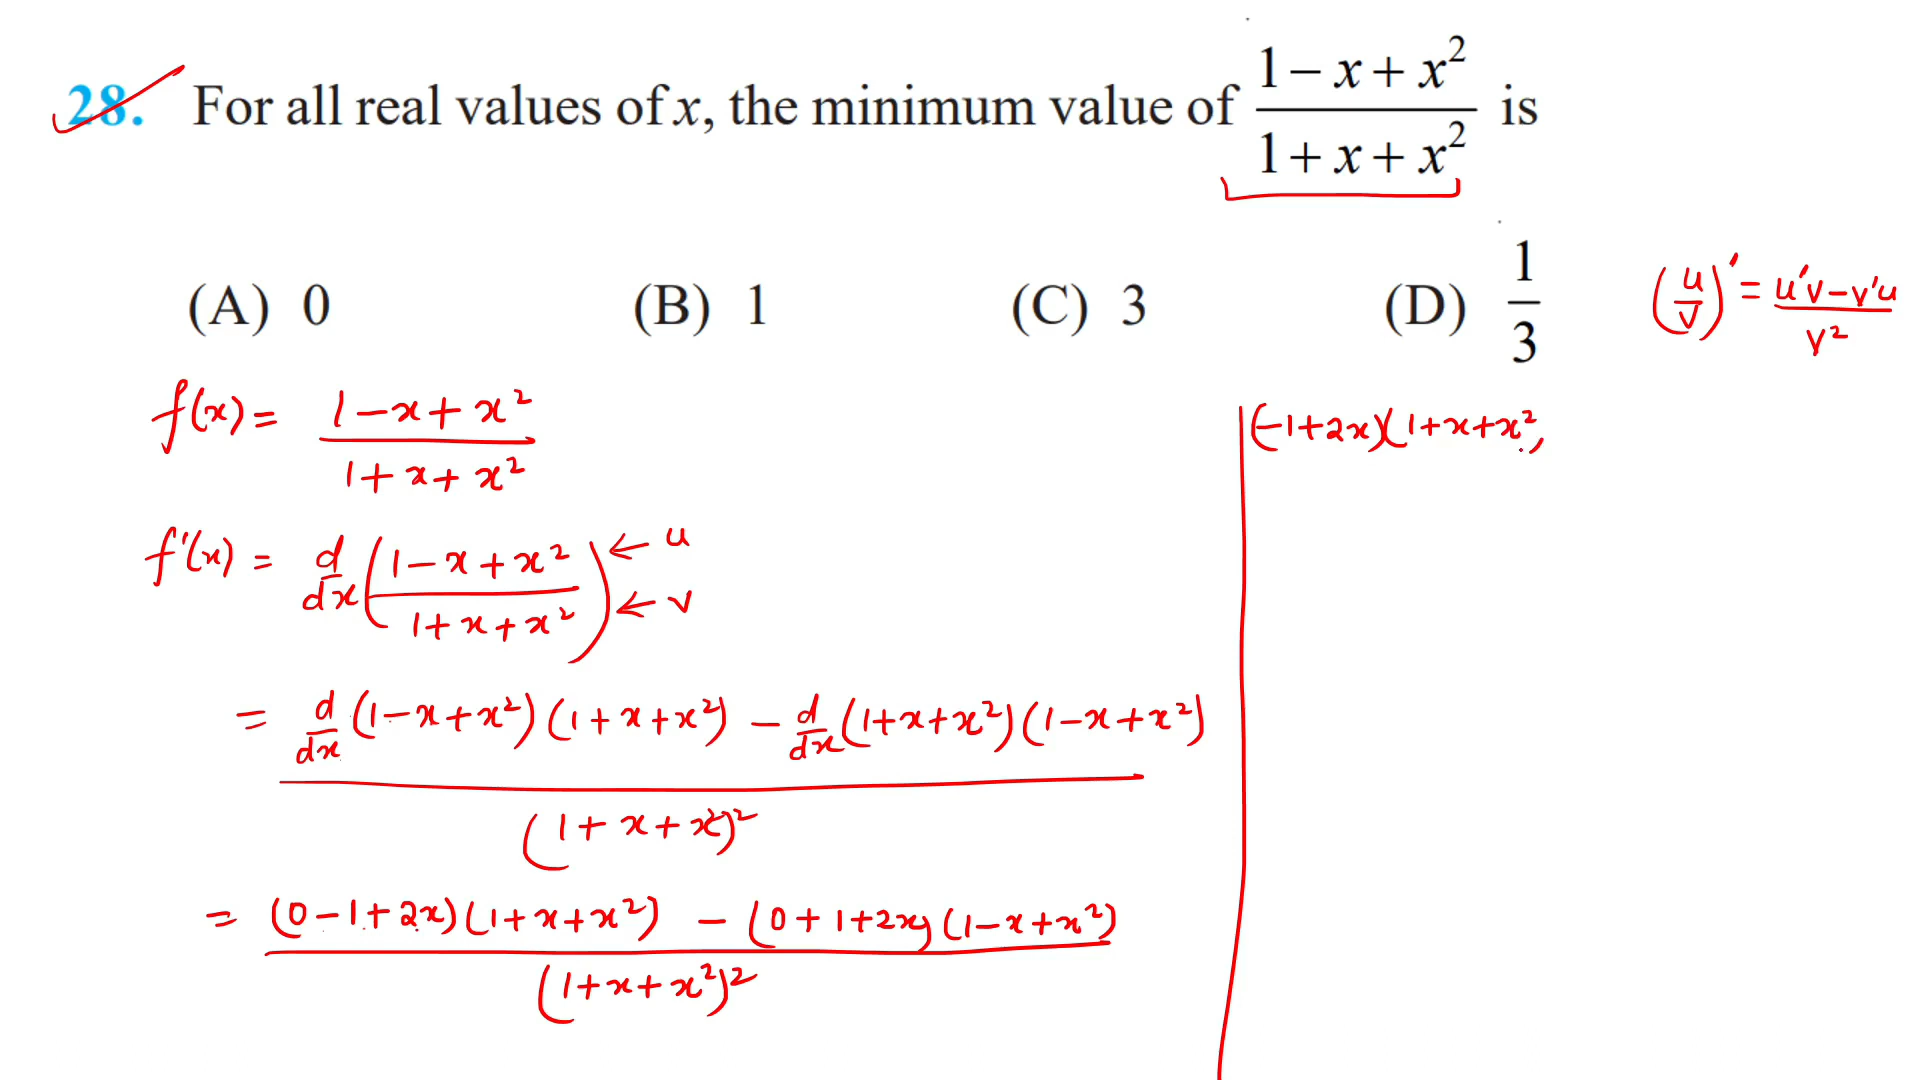 28. For all real values of x, the minimum value of (1 − x + x²)/(1 + x + x²) is
(A) 0 (B) 1 (C) 3 (D) 1/3
(u/v)' = (u'v − v'u)/v²
f(x) = (1 − x + x²)/(1 + x + x²)
f'(x) = d/dx ((1 − x + x²)/(1 + x + x²)) ← u ← v
= (d/dx (1 − x + x²)(1 + x + x²) − d/dx (1 + x + x²)(1 − x + x²))/(1 + x + x²)²
= ((0 − 1 + 2x)(1 + x + x²) − (0 + 1 + 2x)(1 − x + x²))/(1 + x + x²)²
(−1 + 2x)(1 + x + x²,